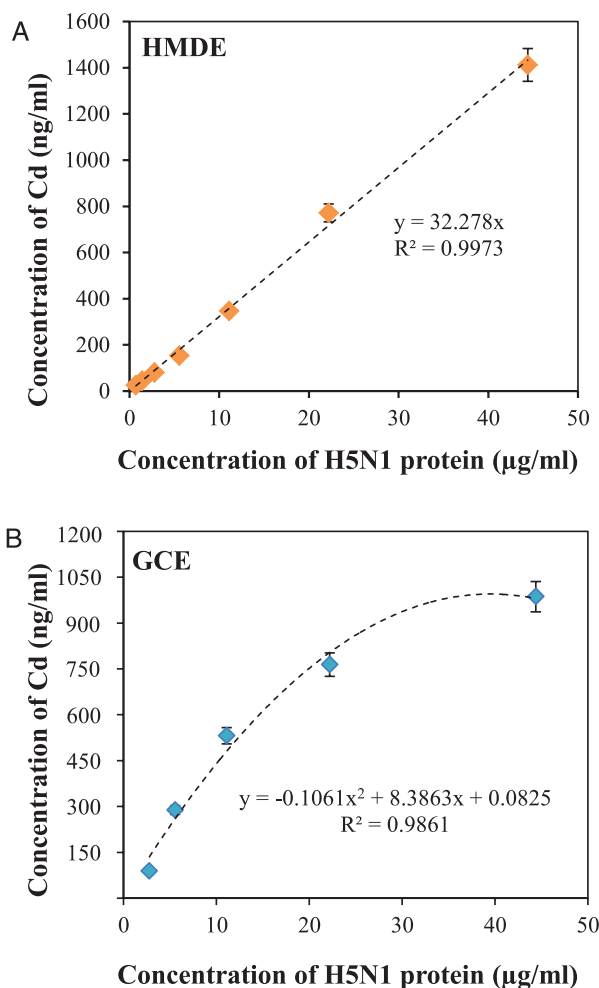 A
HMDE
Concentration of Cd (ng/ml)
1600
1400
1200
1000
800
600
400
200
0
y = 32.278x
R² = 0.9973
0 10 20 30 40 50
Concentration of H5N1 protein (µg/ml)
B
GCE
Concentration of Cd (ng/ml)
1200
1050
900
750
600
450
300
150
y = -0.1061x² + 8.3863x + 0.0825
R² = 0.9861
0 10 20 30 40 50
Concentration of H5N1 protein (µg/ml)